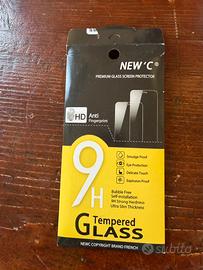 NEW'C®
PREMIUM GLASS SCREEN PROTECTOR
HD
Anti
Fingerprint
9H
Smudge Proof
Eye Protection
Delicate Touch
Explosion Proof
Bubble Free
Self-installation
9H Strong Hardness
Ultra Slim Thickness
Tempered
GLASS
NEWC COPYRIGHT BRAND FRENCH
subito